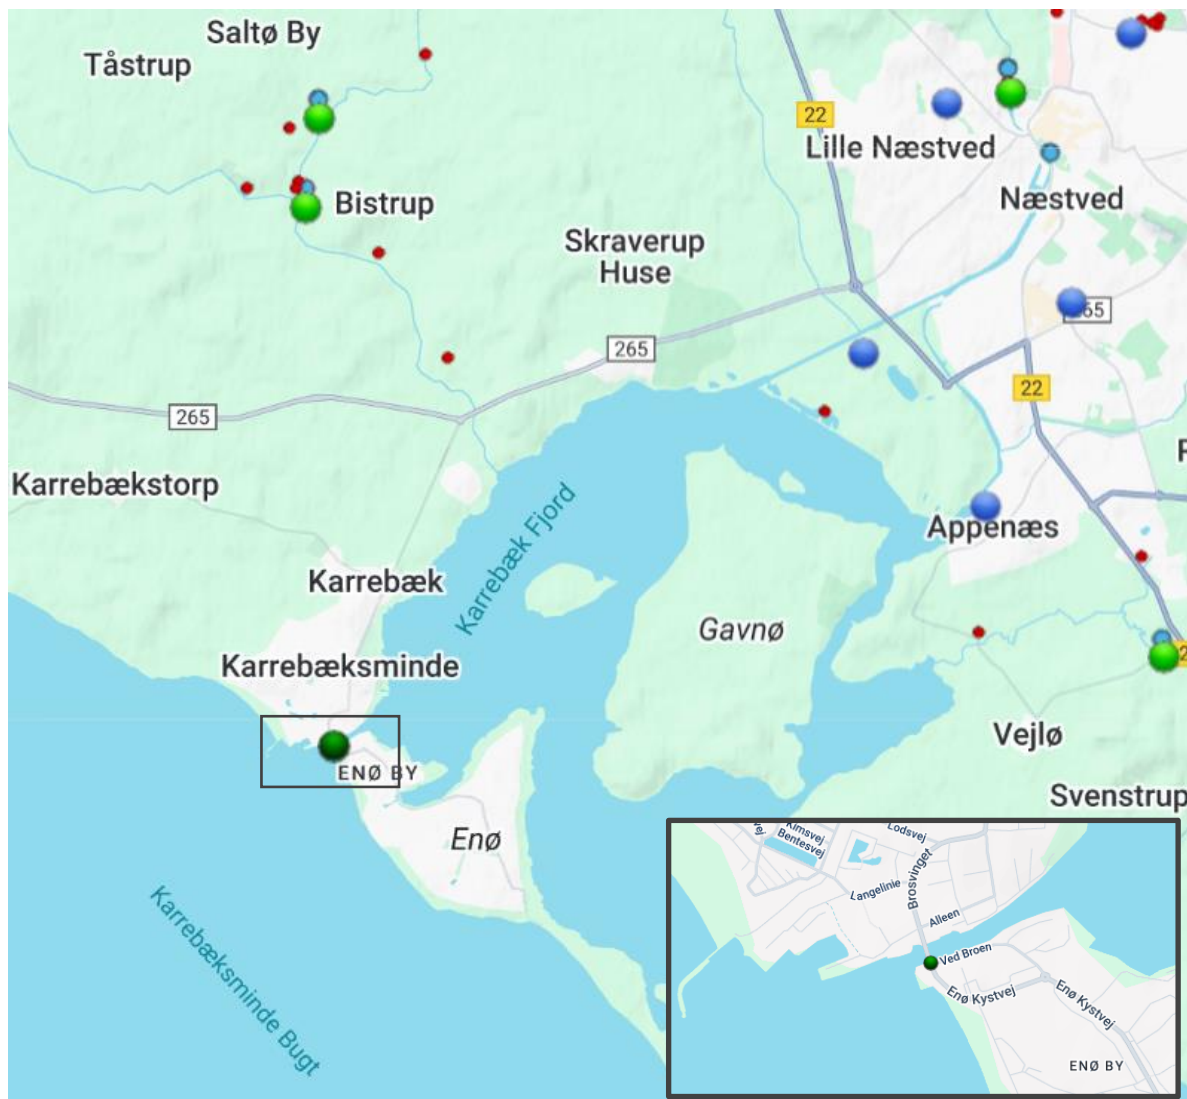 Saltø By
Tåstrup
22
Lille Næstved
Næstved
Bistrup
Skraverup
Huse
265
265
22
265
Karrebækstorp
Karrebæk Fjord
Appenæs
Karrebæk
Gavnø
Karrebæksminde
2
Vejlø
ENØ BY
Svenstrup
Enø
Karrebæksminde Bugt
Kimsvej
Bentesvej
Lodsvej
Brosvinget
Langelinie
Alleen
Ved Broen
Enø Kystvej
Enø Kystvej
ENØ BY